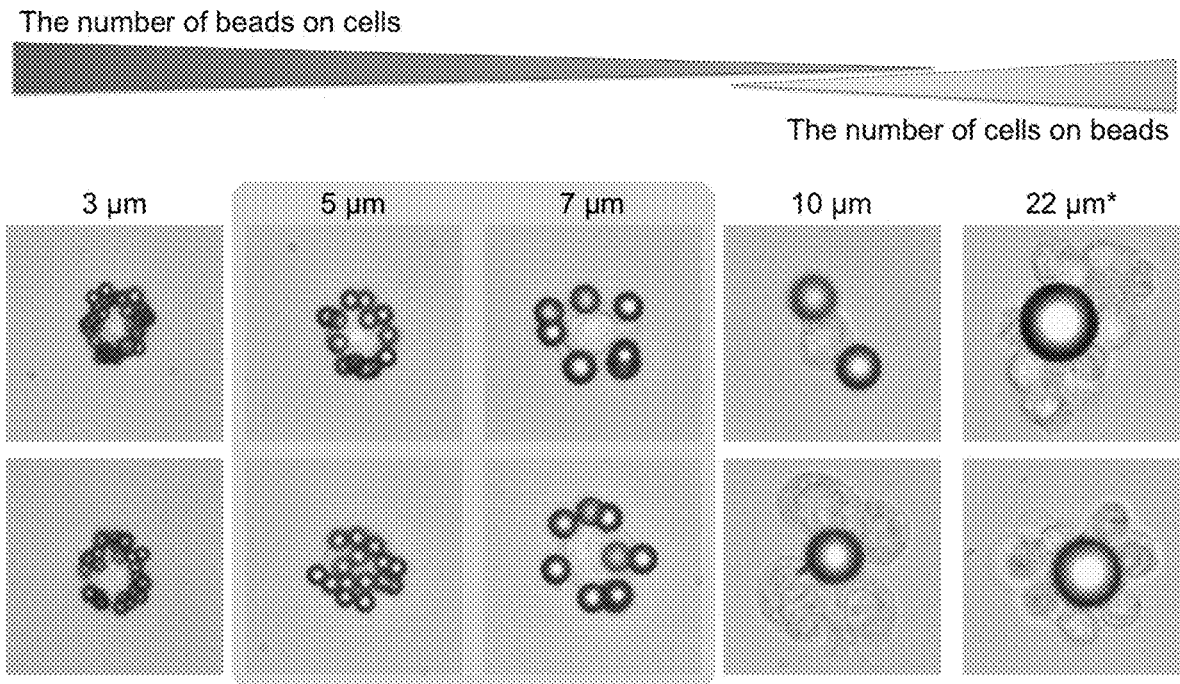 The number of beads on cells
The number of cells on beads
3 µm 5 µm 7 µm 10 µm 22 µm*